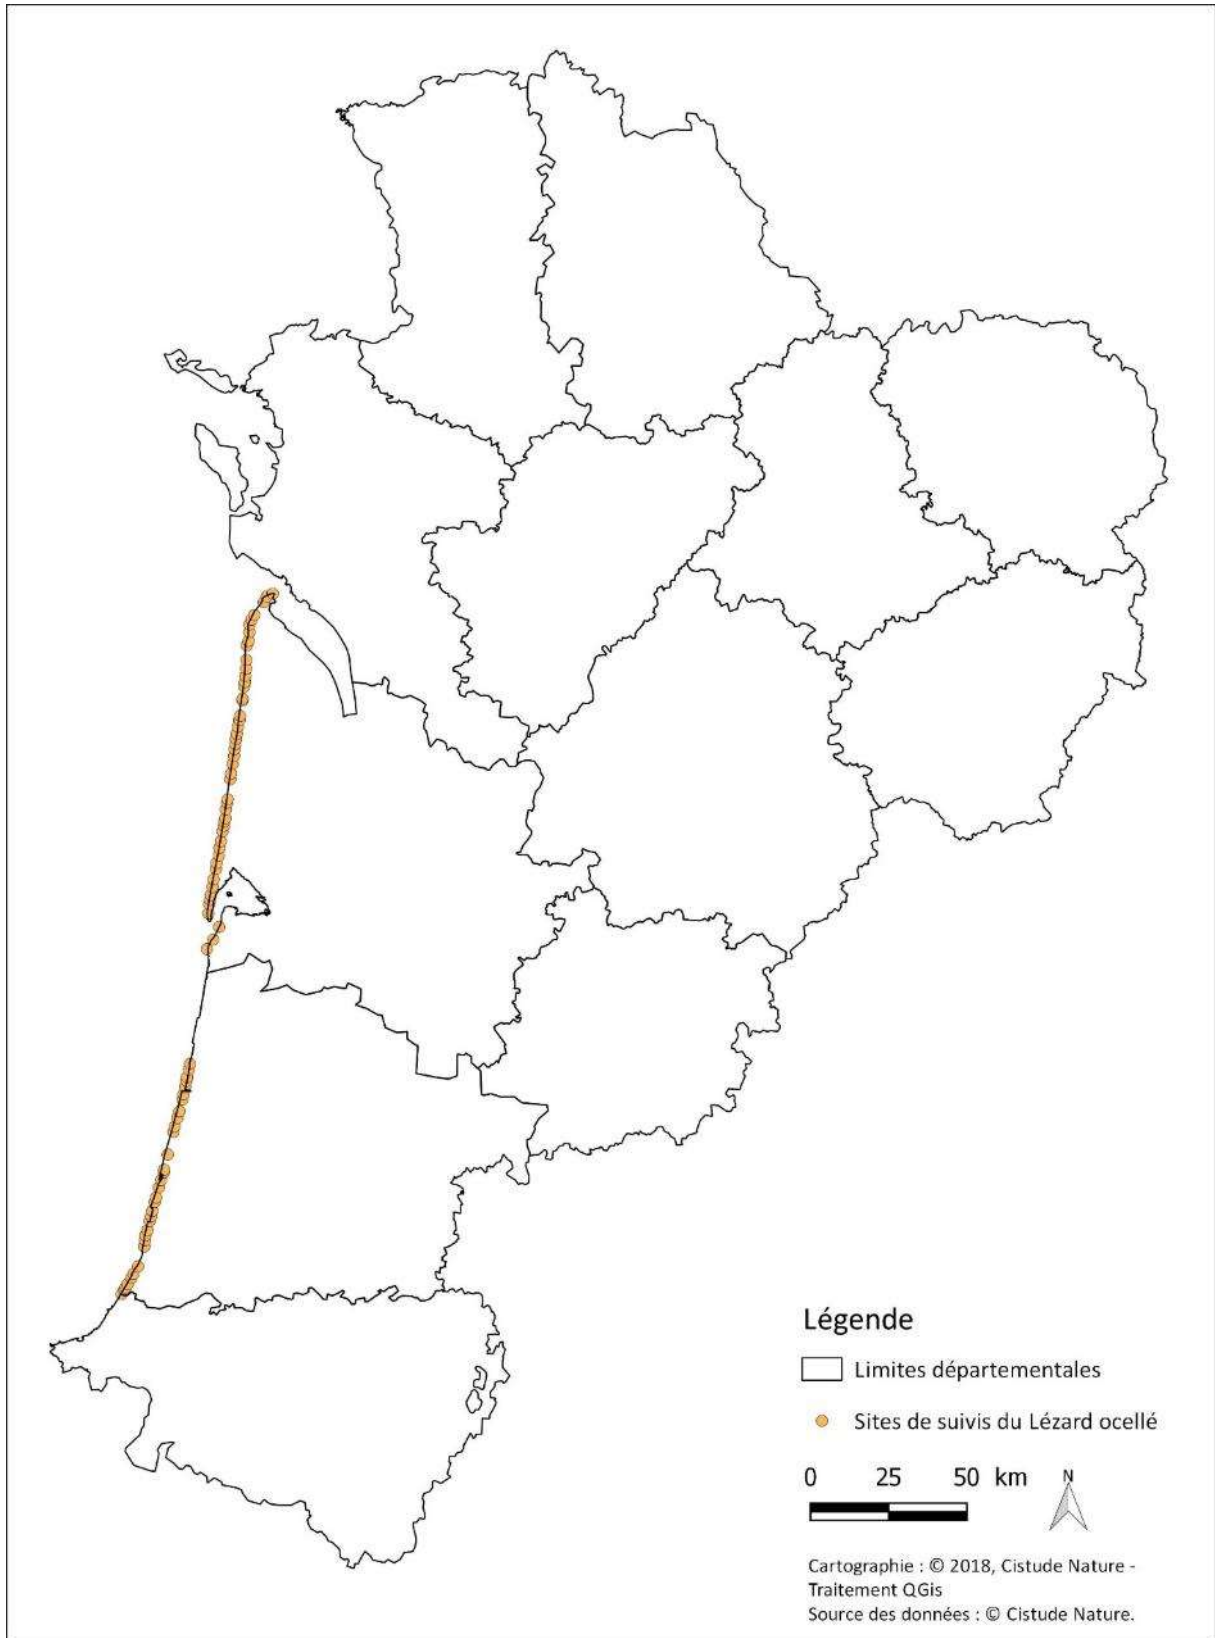 Légende
Limites départementales
Sites de suivis du Lézard ocellé
0 25 50 km
N
Cartographie : © 2018, Cistude Nature -
Traitement QGis
Source des données : © Cistude Nature.